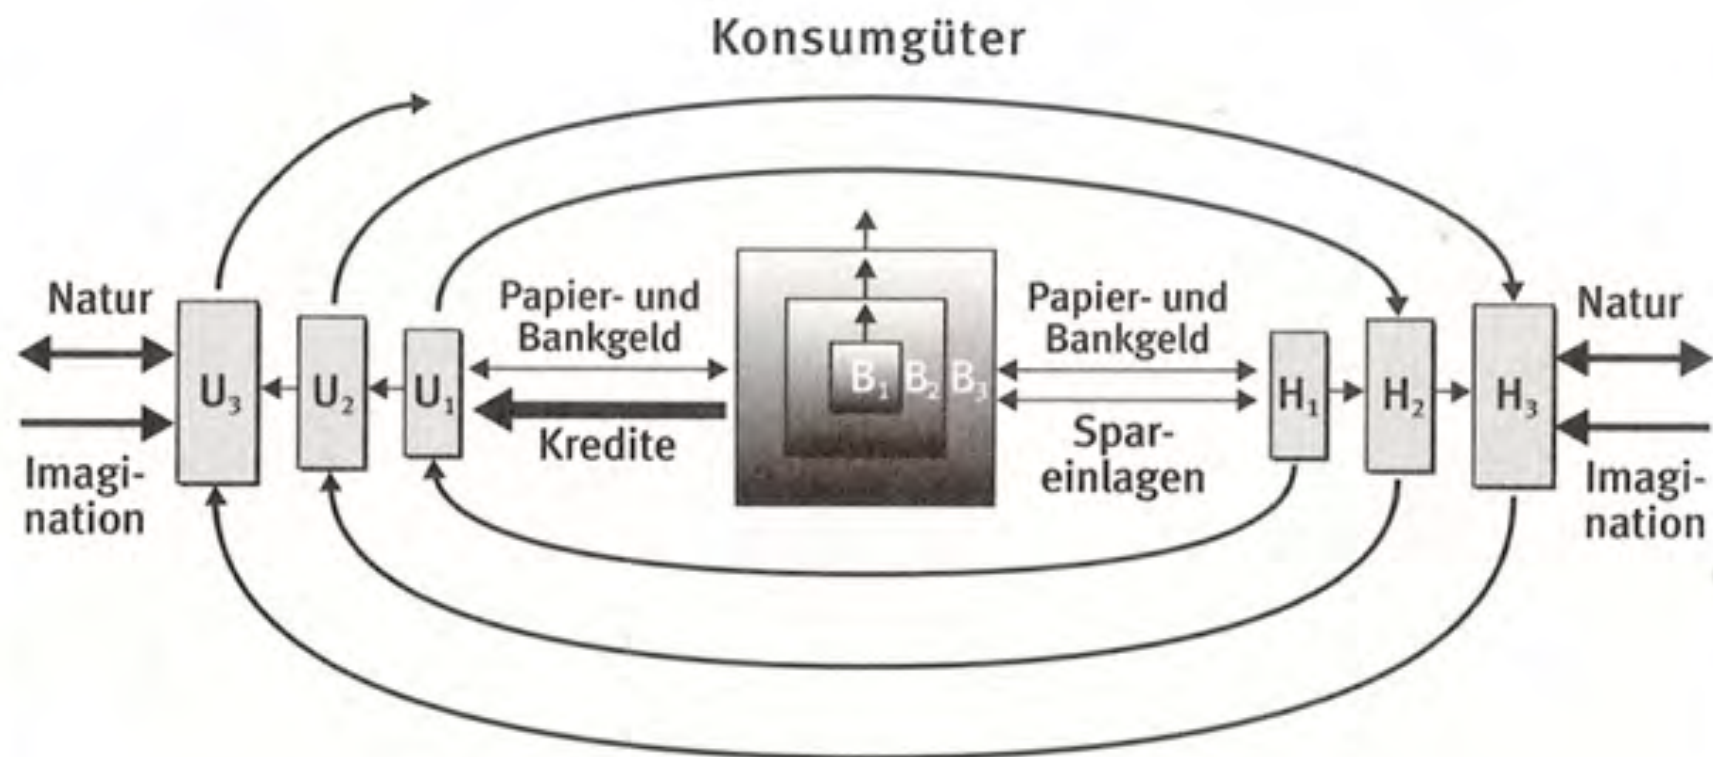 Konsumgüter
Natur
Imagi-
nation
U₃
U₂
U₁
Papier- und
Bankgeld
Kredite
B₁
B₂
B₃
Papier- und
Bankgeld
Spar-
einlagen
H₁
H₂
H₃
Natur
Imagi-
nation